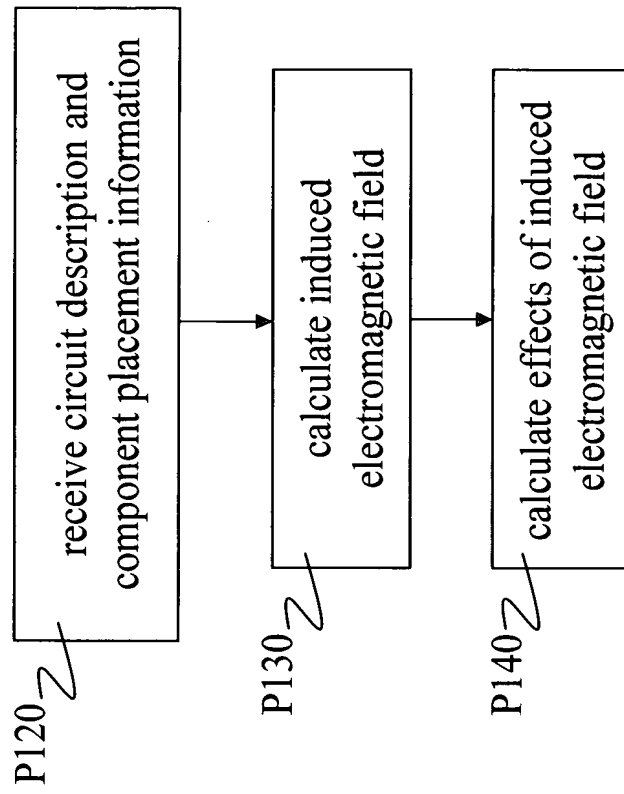 P120
receive circuit description and
component placement information
P130
calculate induced
electromagnetic field
P140
calculate effects of induced
electromagnetic field